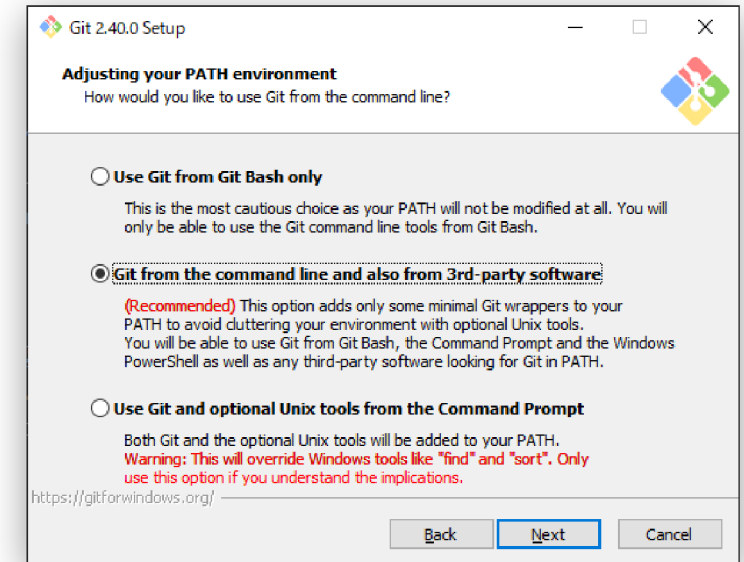 Git 2.40.0 Setup
Adjusting your PATH environment
How would you like to use Git from the command line?
Use Git from Git Bash only
This is the most cautious choice as your PATH will not be modified at all. You will
only be able to use the Git command line tools from Git Bash.
Git from the command line and also from 3rd-party software
(Recommended) This option adds only some minimal Git wrappers to your
PATH to avoid cluttering your environment with optional Unix tools.
You will be able to use Git from Git Bash, the Command Prompt and the Windows
PowerShell as well as any third-party software looking for Git in PATH.
Use Git and optional Unix tools from the Command Prompt
Both Git and the optional Unix tools will be added to your PATH.
Warning: This will override Windows tools like "find" and "sort". Only
use this option if you understand the implications.
https://gitforwindows.org/
Back Next Cancel